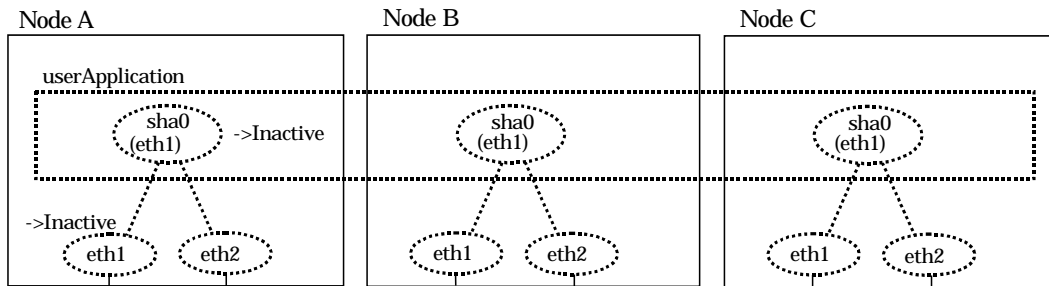 Node A
Node B
Node C
userApplication
sha0
(eth1)
->Inactive
sha0
(eth1)
sha0
(eth1)
->Inactive
eth1
eth2
eth1
eth2
eth1
eth2